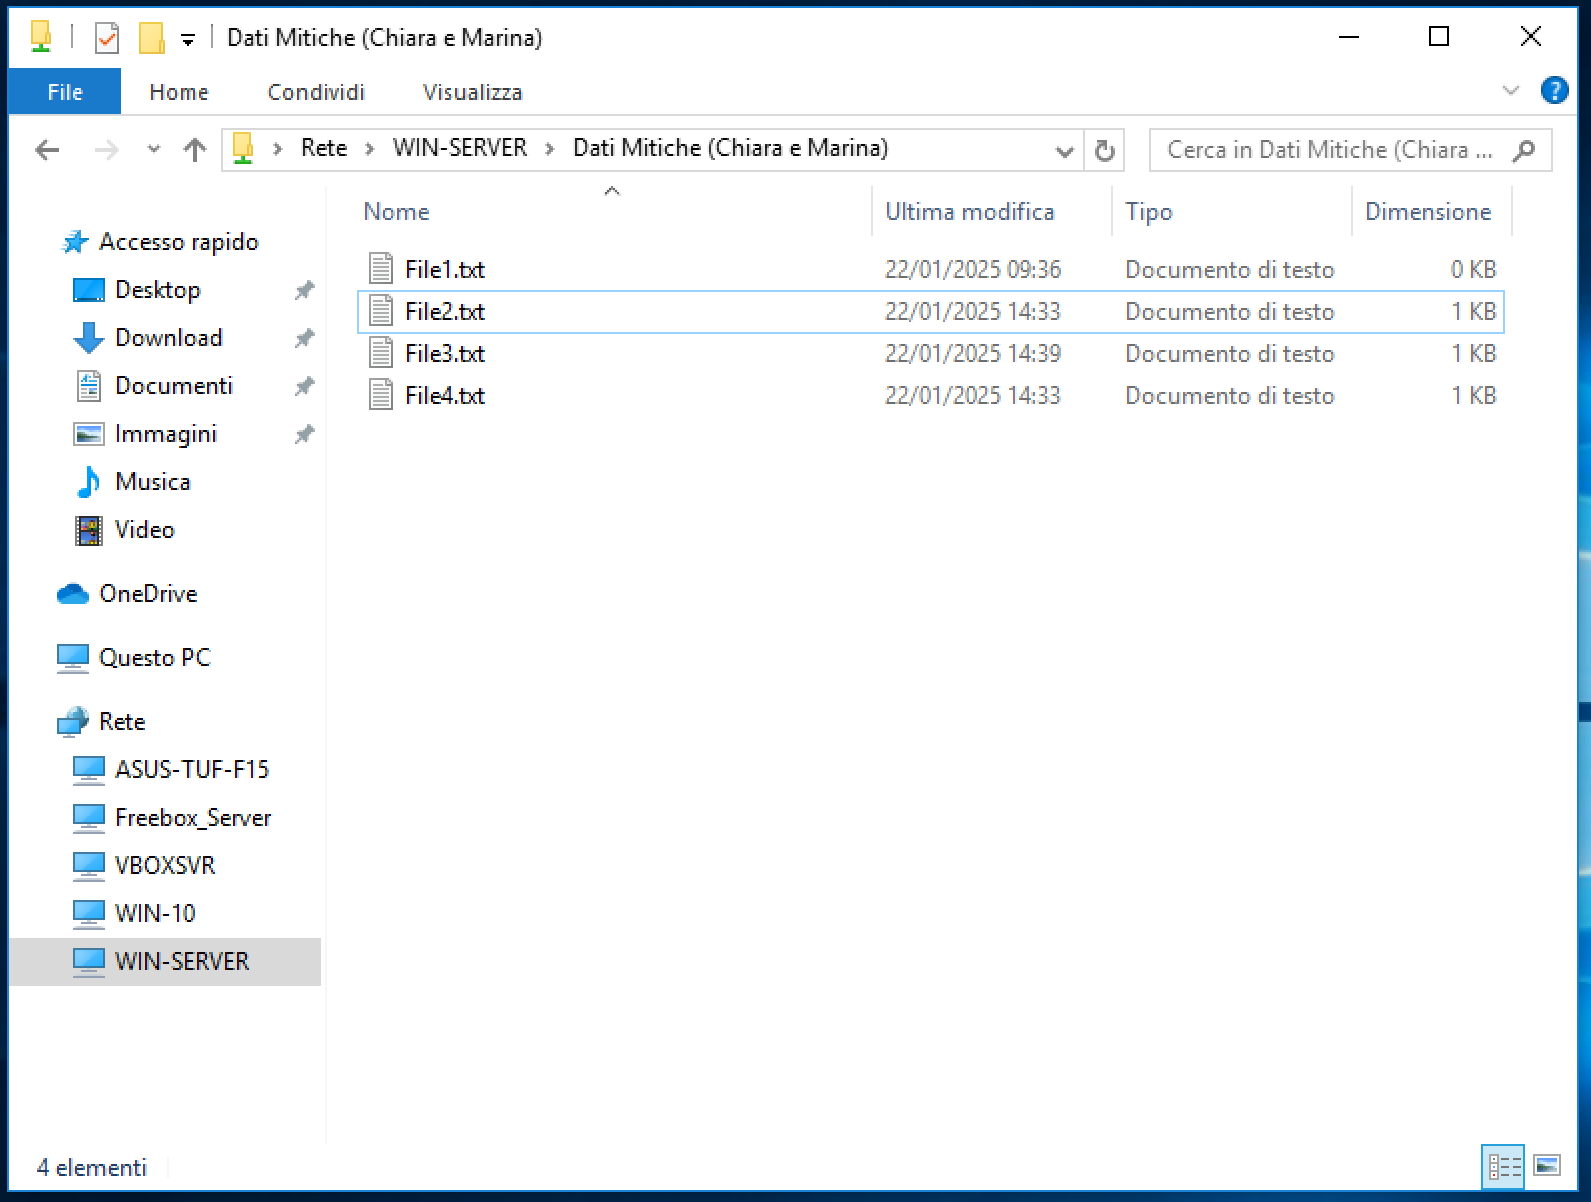 Dati Mitiche (Chiara e Marina)
File Home Condividi Visualizza ?
Rete WIN-SERVER Dati Mitiche (Chiara e Marina) Cerca in Dati Mitiche (Chiara ...
Nome Ultima modifica Tipo Dimensione
Accesso rapido
Desktop
Download
Documenti
Immagini
Musica
Video
OneDrive
Questo PC
Rete
ASUS-TUF-F15
Freebox_Server
VBOXSVR
WIN-10
WIN-SERVER
File1.txt 22/01/2025 09:36 Documento di testo 0 KB
File2.txt 22/01/2025 14:33 Documento di testo 1 KB
File3.txt 22/01/2025 14:39 Documento di testo 1 KB
File4.txt 22/01/2025 14:33 Documento di testo 1 KB
4 elementi